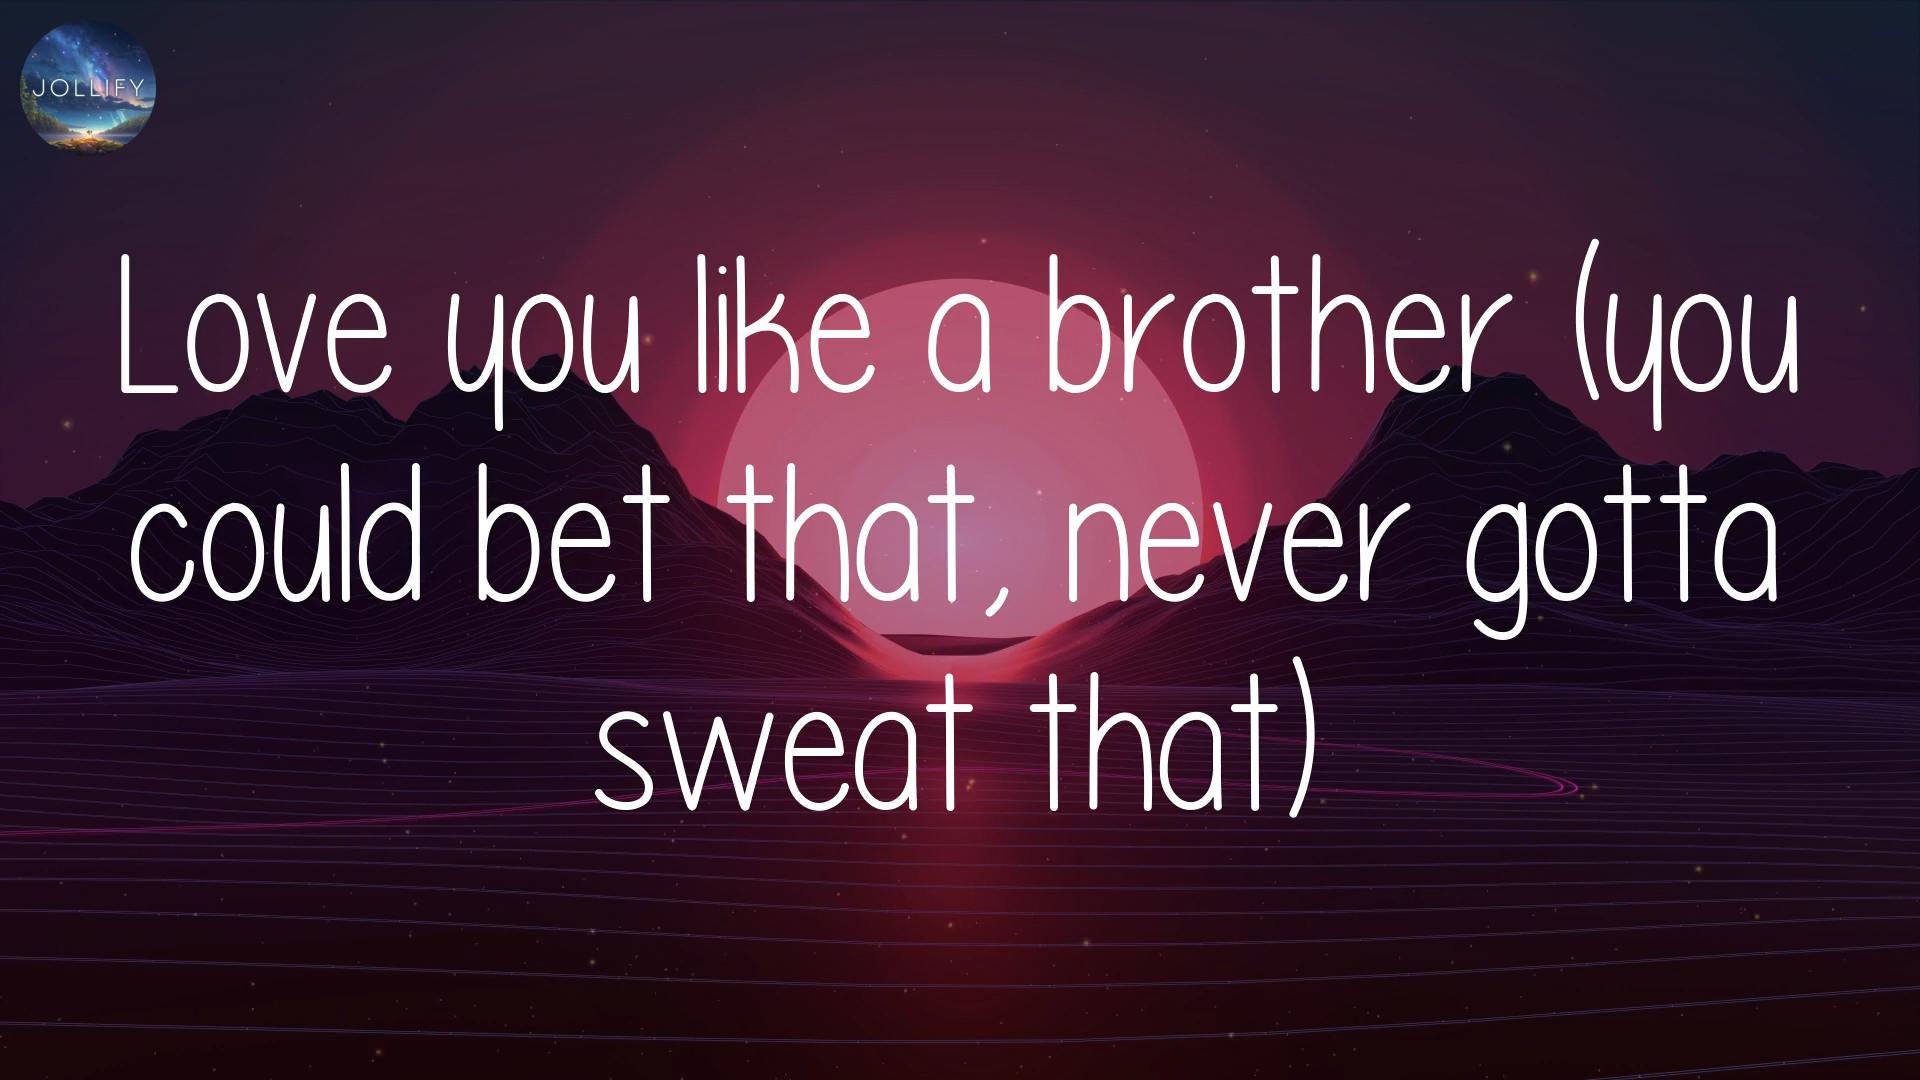 JOLLIFY
Love you like a brother (you
could bet that, never gotta
sweat that)